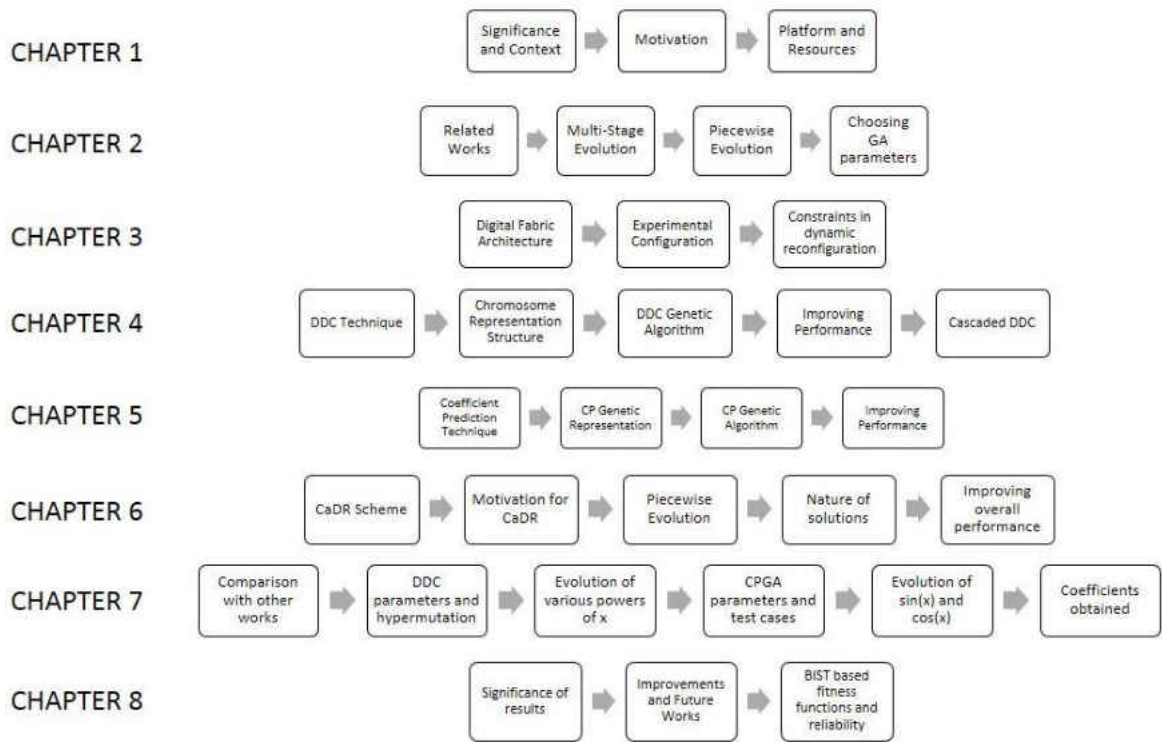 CHAPTER 1
Significance
and Context
Motivation
Platform and
Resources
CHAPTER 2
Related
Works
Multi-Stage
Evolution
Piecewise
Evolution
Choosing
GA
parameters
CHAPTER 3
Digital Fabric
Architecture
Experimental
Configuration
Constraints in
dynamic
reconfiguration
CHAPTER 4
DDC Technique
Chromosome
Representation
Structure
DDC Genetic
Algorithm
Improving
Performance
Cascaded DDC
CHAPTER 5
Coefficient
Prediction
Technique
CP Genetic
Representation
CP Genetic
Algorithm
Improving
Performance
CHAPTER 6
CaDR Scheme
Motivation for
CaDR
Piecewise
Evolution
Nature of
solutions
Improving
overall
performance
CHAPTER 7
Comparison
with other
works
DDC
parameters and
hypermutation
Evolution of
various powers
of x
CPGA
parameters and
test cases
Evolution of
sin(x) and
cos(x)
Coefficients
obtained
CHAPTER 8
Significance of
results
Improvements
and Future
Works
BIST based
fitness
functions and
reliability